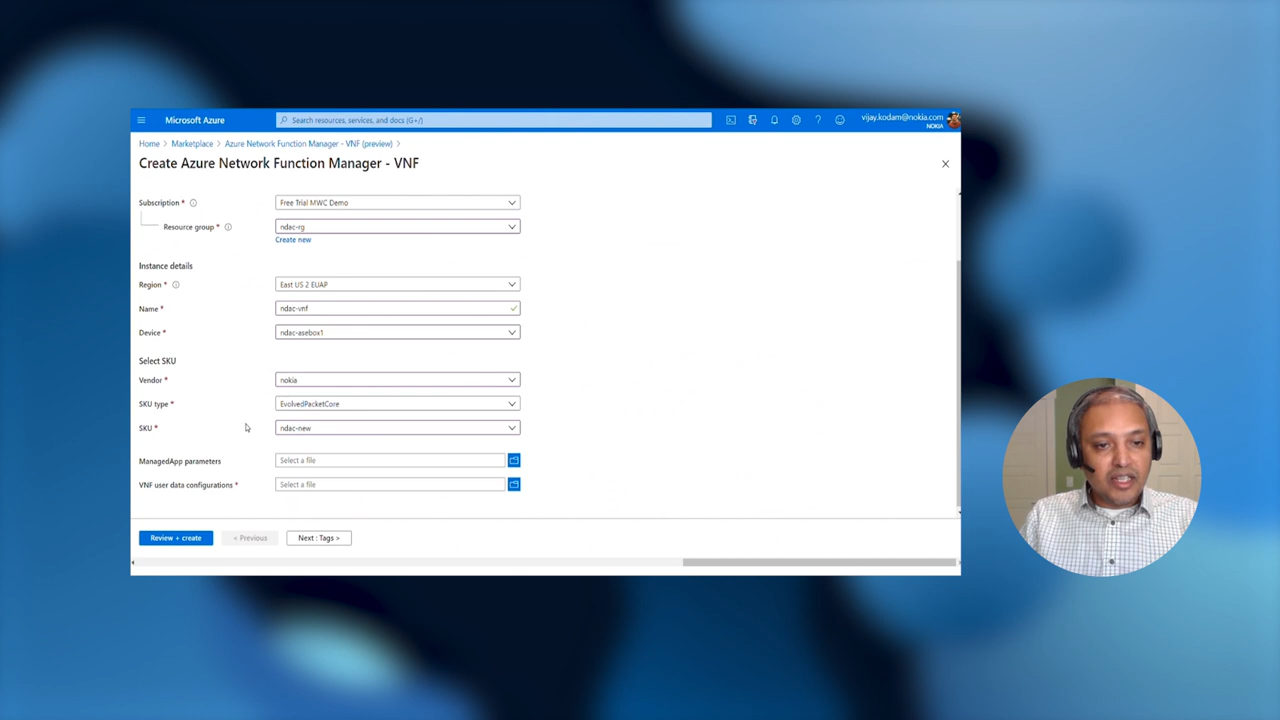 Microsoft Azure
Search resources, services, and docs (G+/)
vijay.kodam@nokia.com
NOKIA
Home > Marketplace > Azure Network Function Manager - VNF (preview) >
Create Azure Network Function Manager - VNF
Subscription * Free Trial MWC Demo
Resource group * ndac-rg
Create new
Instance details
Region * East US 2 EUAP
Name * ndac-vnf
Device * ndac-asebox1
Select SKU
Vendor * nokia
SKU type * EvolvedPacketCore
SKU * ndac-new
ManagedApp parameters Select a file
VNF user data configurations * Select a file
Review + create < Previous Next : Tags >